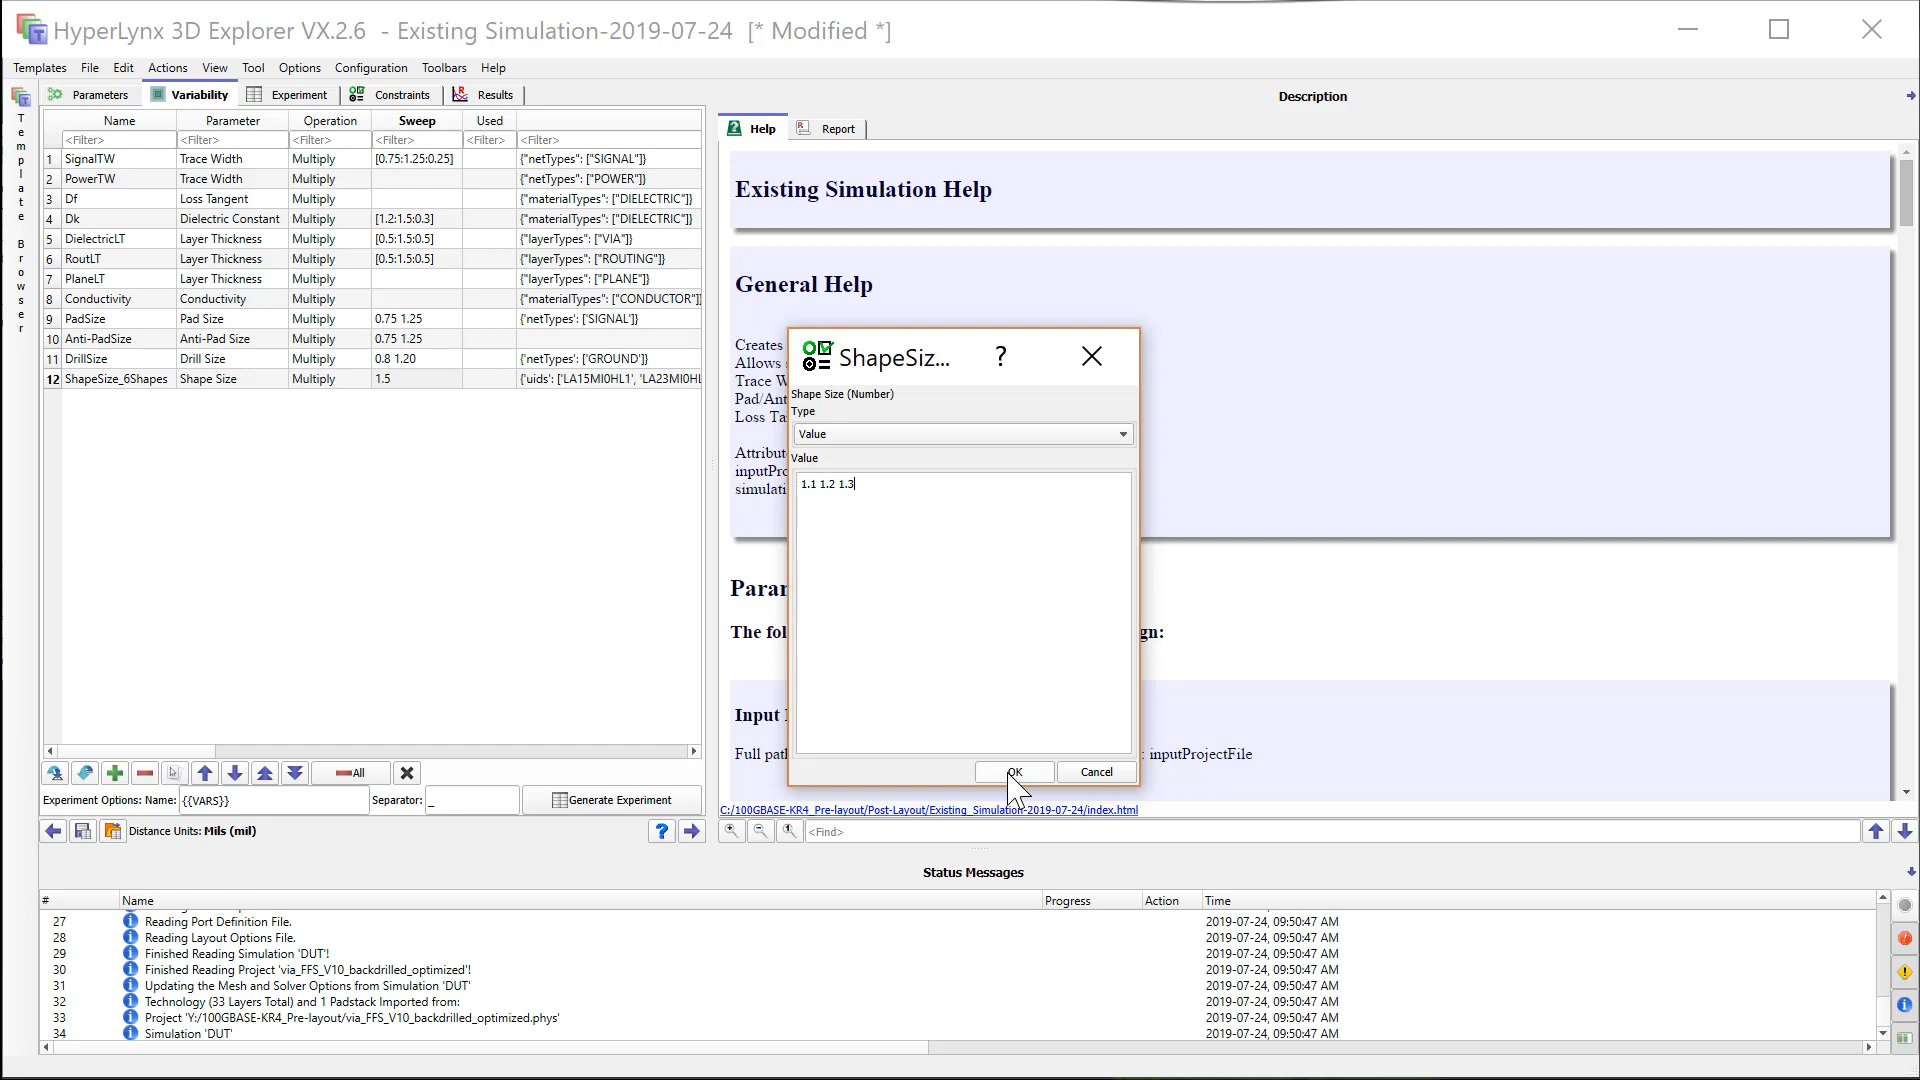 HyperLynx 3D Explorer VX.2.6 - Existing Simulation-2019-07-24 [* Modified *]
Templates File Edit Actions View Tool Options Configuration Toolbars Help
Parameters Variability Experiment Constraints Results
Template Browser
Name Parameter Operation Sweep Used
<Filter> <Filter> <Filter> <Filter> <Filter> <Filter>
1 SignalTW Trace Width Multiply [0.75:1.25:0.25] {"netTypes": ["SIGNAL"]}
2 PowerTW Trace Width Multiply {"netTypes": ["POWER"]}
3 Df Loss Tangent Multiply {"materialTypes": ["DIELECTRIC"]}
4 Dk Dielectric Constant Multiply [1.2:1.5:0.3] {"materialTypes": ["DIELECTRIC"]}
5 DielectricLT Layer Thickness Multiply [0.5:1.5:0.5] {"layerTypes": ["VIA"]}
6 RoutLT Layer Thickness Multiply [0.5:1.5:0.5] {"layerTypes": ["ROUTING"]}
7 PlaneLT Layer Thickness Multiply {"layerTypes": ["PLANE"]}
8 Conductivity Conductivity Multiply {"materialTypes": ["CONDUCTOR"]}
9 PadSize Pad Size Multiply 0.75 1.25 {'netTypes': ['SIGNAL']}
10 Anti-PadSize Anti-Pad Size Multiply 0.75 1.25
11 DrillSize Drill Size Multiply 0.8 1.20 {'netTypes': ['GROUND']}
12 ShapeSize_6Shapes Shape Size Multiply 1.5 {'uids': ['LA15MI0HL1', 'LA23MI0HL
All
Experiment Options: Name: {{VARS}} Separator: _ Generate Experiment
Distance Units: Mils (mil)
Description
Help Report
Existing Simulation Help
General Help
Creates
Allows
Trace W
Pad/Ant
Loss Ta
Attribut
inputPro
simulati
Param
The fol gn:
Input
Full path : inputProjectFile
ShapeSiz... ?
Shape Size (Number)
Type
Value
Value
1.1 1.2 1.3
OK Cancel
C:/100GBASE-KR4_Pre-layout/Post-Layout/Existing_Simulation-2019-07-24/index.html
<Find>
Status Messages
# Name Progress Action Time
27 Reading Port Definition File. 2019-07-24, 09:50:47 AM
28 Reading Layout Options File. 2019-07-24, 09:50:47 AM
29 Finished Reading Simulation 'DUT'! 2019-07-24, 09:50:47 AM
30 Finished Reading Project 'via_FFS_V10_backdrilled_optimized'! 2019-07-24, 09:50:47 AM
31 Updating the Mesh and Solver Options from Simulation 'DUT' 2019-07-24, 09:50:47 AM
32 Technology (33 Layers Total) and 1 Padstack Imported from: 2019-07-24, 09:50:47 AM
33 Project 'Y:/100GBASE-KR4_Pre-layout/via_FFS_V10_backdrilled_optimized.phys' 2019-07-24, 09:50:47 AM
34 Simulation 'DUT' 2019-07-24, 09:50:47 AM